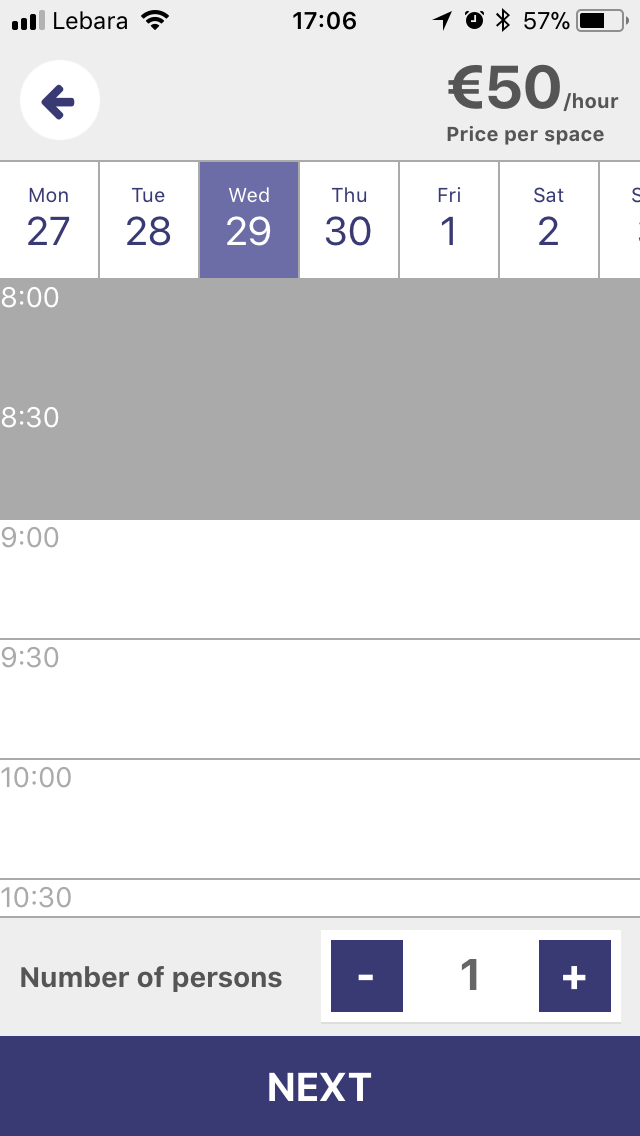 Lebara 17:06 57%
€50/hour
Price per space
Mon Tue Wed Thu Fri Sat
27 28 29 30 1 2
8:00
8:30
9:00
9:30
10:00
10:30
Number of persons - 1 +
NEXT